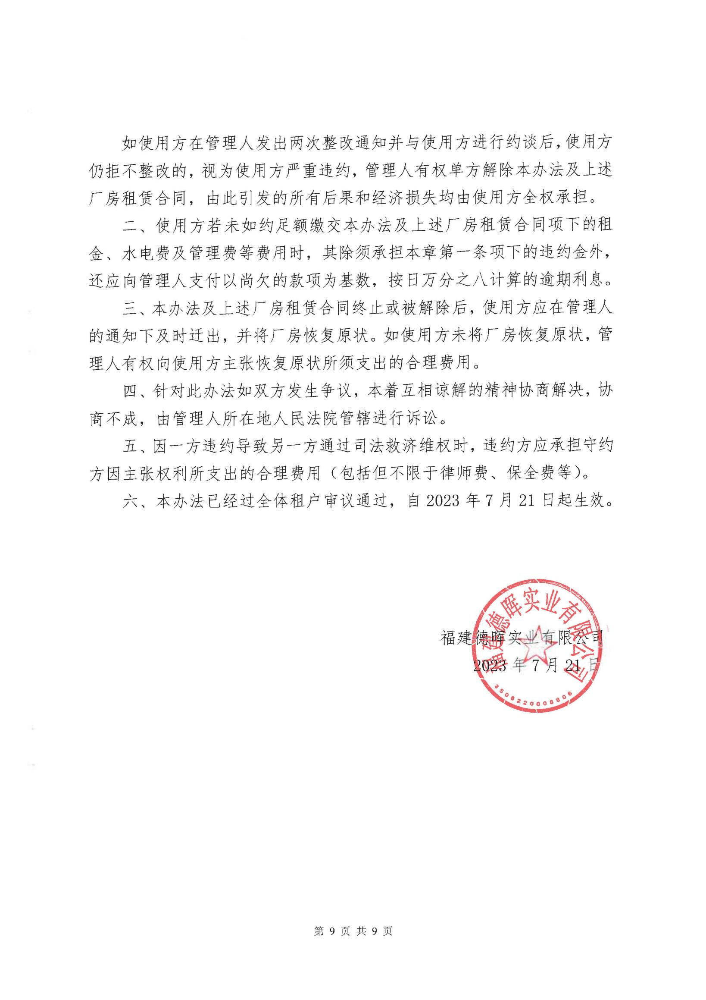 如使用方在管理人发出两次整改通知并与使用方进行约谈后，使用方
仍拒不整改的，视为使用方严重违约，管理人有权单方解除本办法及上述
厂房租赁合同，由此引发的所有后果和经济损失均由使用方全权承担。
二、使用方若未如约足额缴交本办法及上述厂房租赁合同项下的租
金、水电费及管理费等费用时，其除须承担本章第一条项下的违约金外，
还应向管理人支付以尚欠的款项为基数，按日万分之八计算的逾期利息。
三、本办法及上述厂房租赁合同终止或被解除后，使用方应在管理人
的通知下及时迁出，并将厂房恢复原状。如使用方未将厂房恢复原状，管
理人有权向使用方主张恢复原状所须支出的合理费用。
四、针对此办法如双方发生争议，本着互相谅解的精神协商解决，协
商不成，由管理人所在地人民法院管辖进行诉讼。
五、因一方违约导致另一方通过司法救济维权时，违约方应承担守约
方因主张权利所支出的合理费用（包括但不限于律师费、保全费等）。
六、本办法已经过全体租户审议通过，自 2023 年 7 月 21 日起生效。
福建德晖实业有限公司
2023 年 7 月 21 日
福建德晖实业有限公司
3508220008806
第 9 页 共 9 页